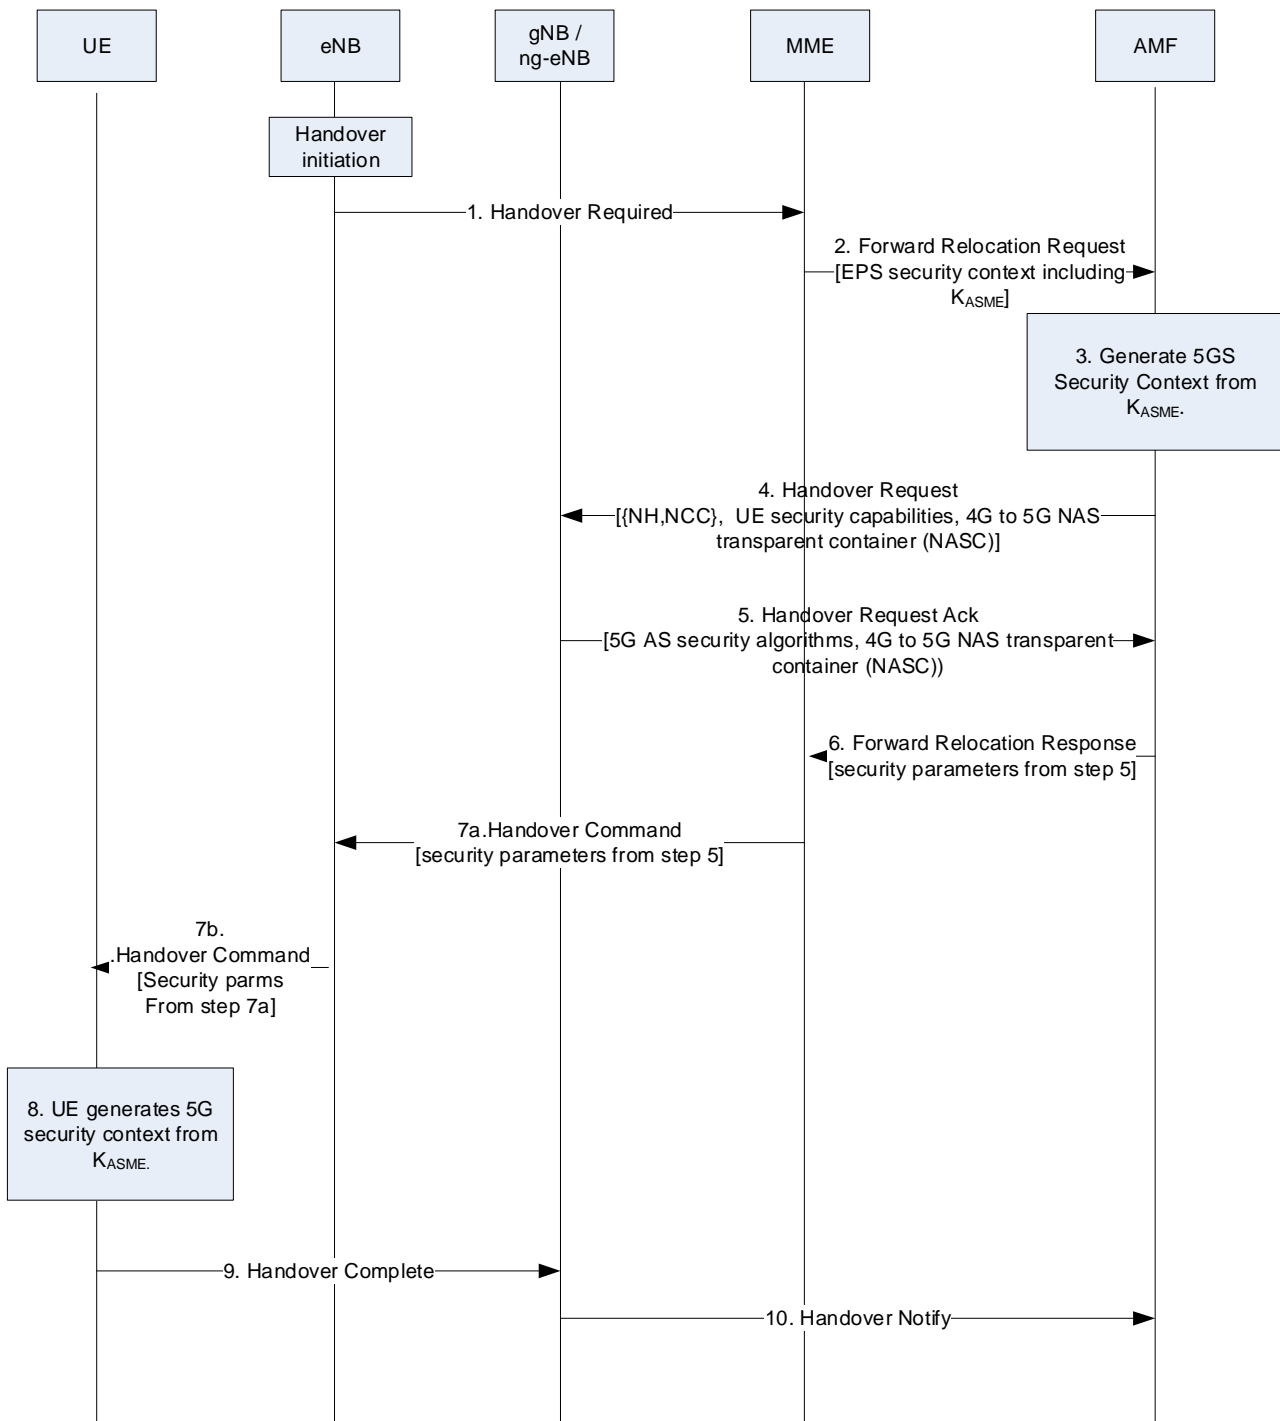 UE
eNB
gNB /
ng-eNB
MME
AMF
Handover
initiation
1. Handover Required
2. Forward Relocation Request
[EPS security context including
KASME]
3. Generate 5GS
Security Context from
KASME.
4. Handover Request
[{NH,NCC},  UE security capabilities, 4G to 5G NAS
transparent container (NASC)]
5. Handover Request Ack
[5G AS security algorithms, 4G to 5G NAS transparent
container (NASC))
6. Forward Relocation Response
[security parameters from step 5]
7a.Handover Command
[security parameters from step 5]
7b.
.Handover Command
[Security parms
From step 7a]
8. UE generates 5G
security context from
KASME.
9. Handover Complete
10. Handover Notify